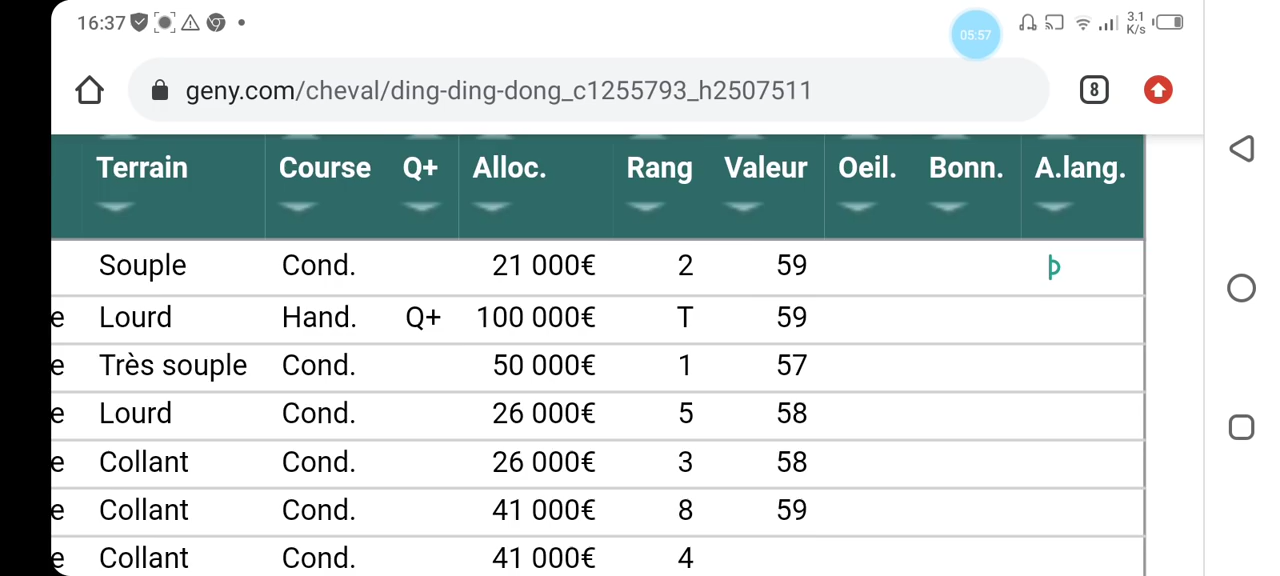 16:37
05:57
3.1
K/s
geny.com/cheval/ding-ding-dong_c1255793_h2507511
8
Terrain Course Q+ Alloc. Rang Valeur Oeil. Bonn. A.lang.
Souple Cond. 21 000€ 2 59
e Lourd Hand. Q+ 100 000€ T 59
e Très souple Cond. 50 000€ 1 57
e Lourd Cond. 26 000€ 5 58
e Collant Cond. 26 000€ 3 58
e Collant Cond. 41 000€ 8 59
e Collant Cond. 41 000€ 4